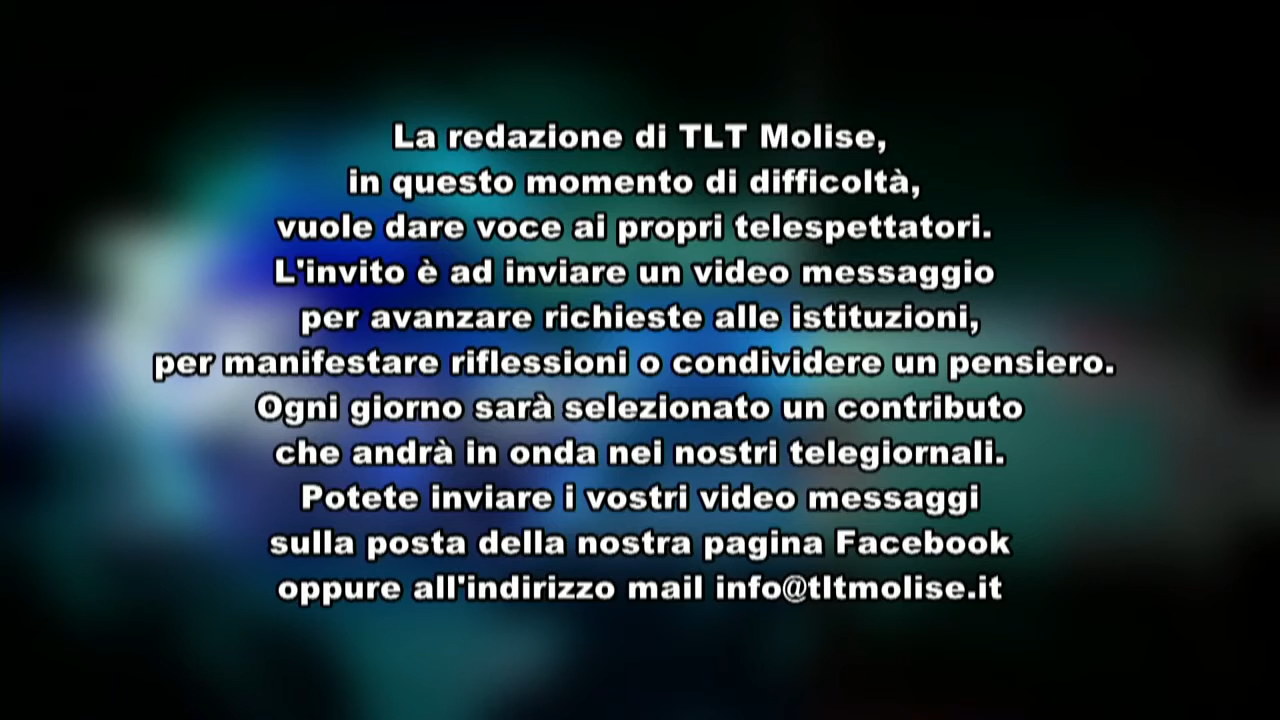 La redazione di TLT Molise,
in questo momento di difficoltà,
vuole dare voce ai propri telespettatori.
L'invito è ad inviare un video messaggio
per avanzare richieste alle istituzioni,
per manifestare riflessioni o condividere un pensiero.
Ogni giorno sarà selezionato un contributo
che andrà in onda nei nostri telegiornali.
Potete inviare i vostri video messaggi
sulla posta della nostra pagina Facebook
oppure all'indirizzo mail info@tltmolise.it